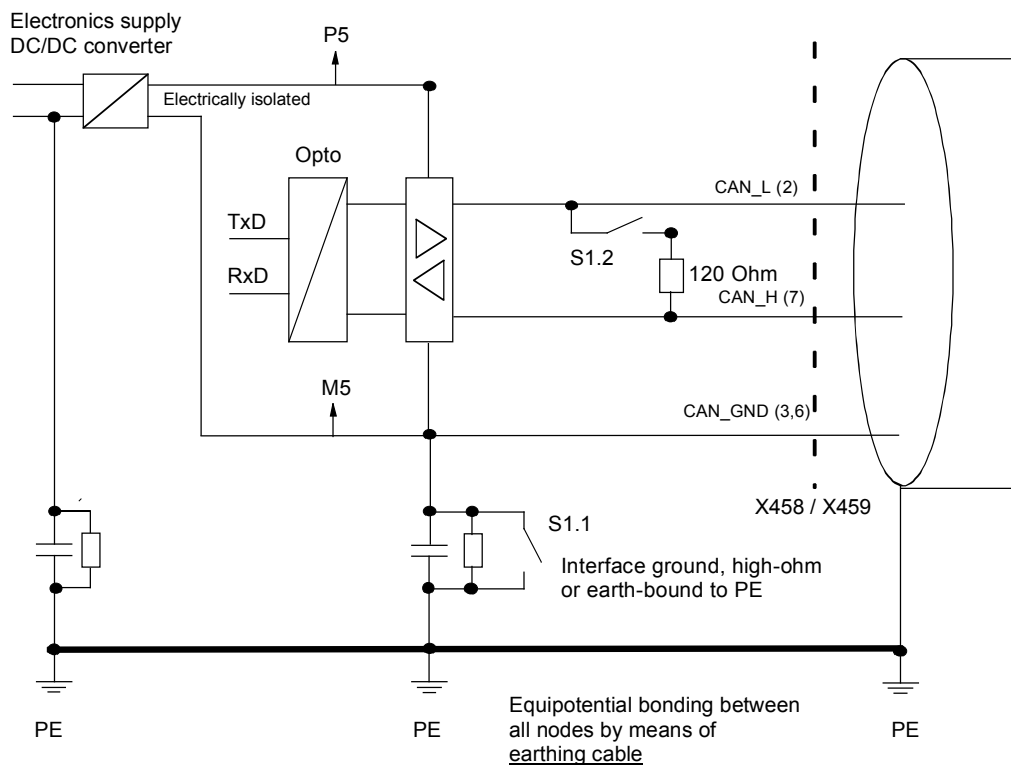 Electronics supply
DC/DC converter
P5
Electrically isolated
Opto
CAN_L (2)
TxD
S1.2
RxD
120 Ohm
CAN_H (7)
M5
CAN_GND (3,6)
X458 / X459
S1.1
Interface ground, high-ohm
or earth-bound to PE
Equipotential bonding between
all nodes by means of
earthing cable
PE
PE
PE